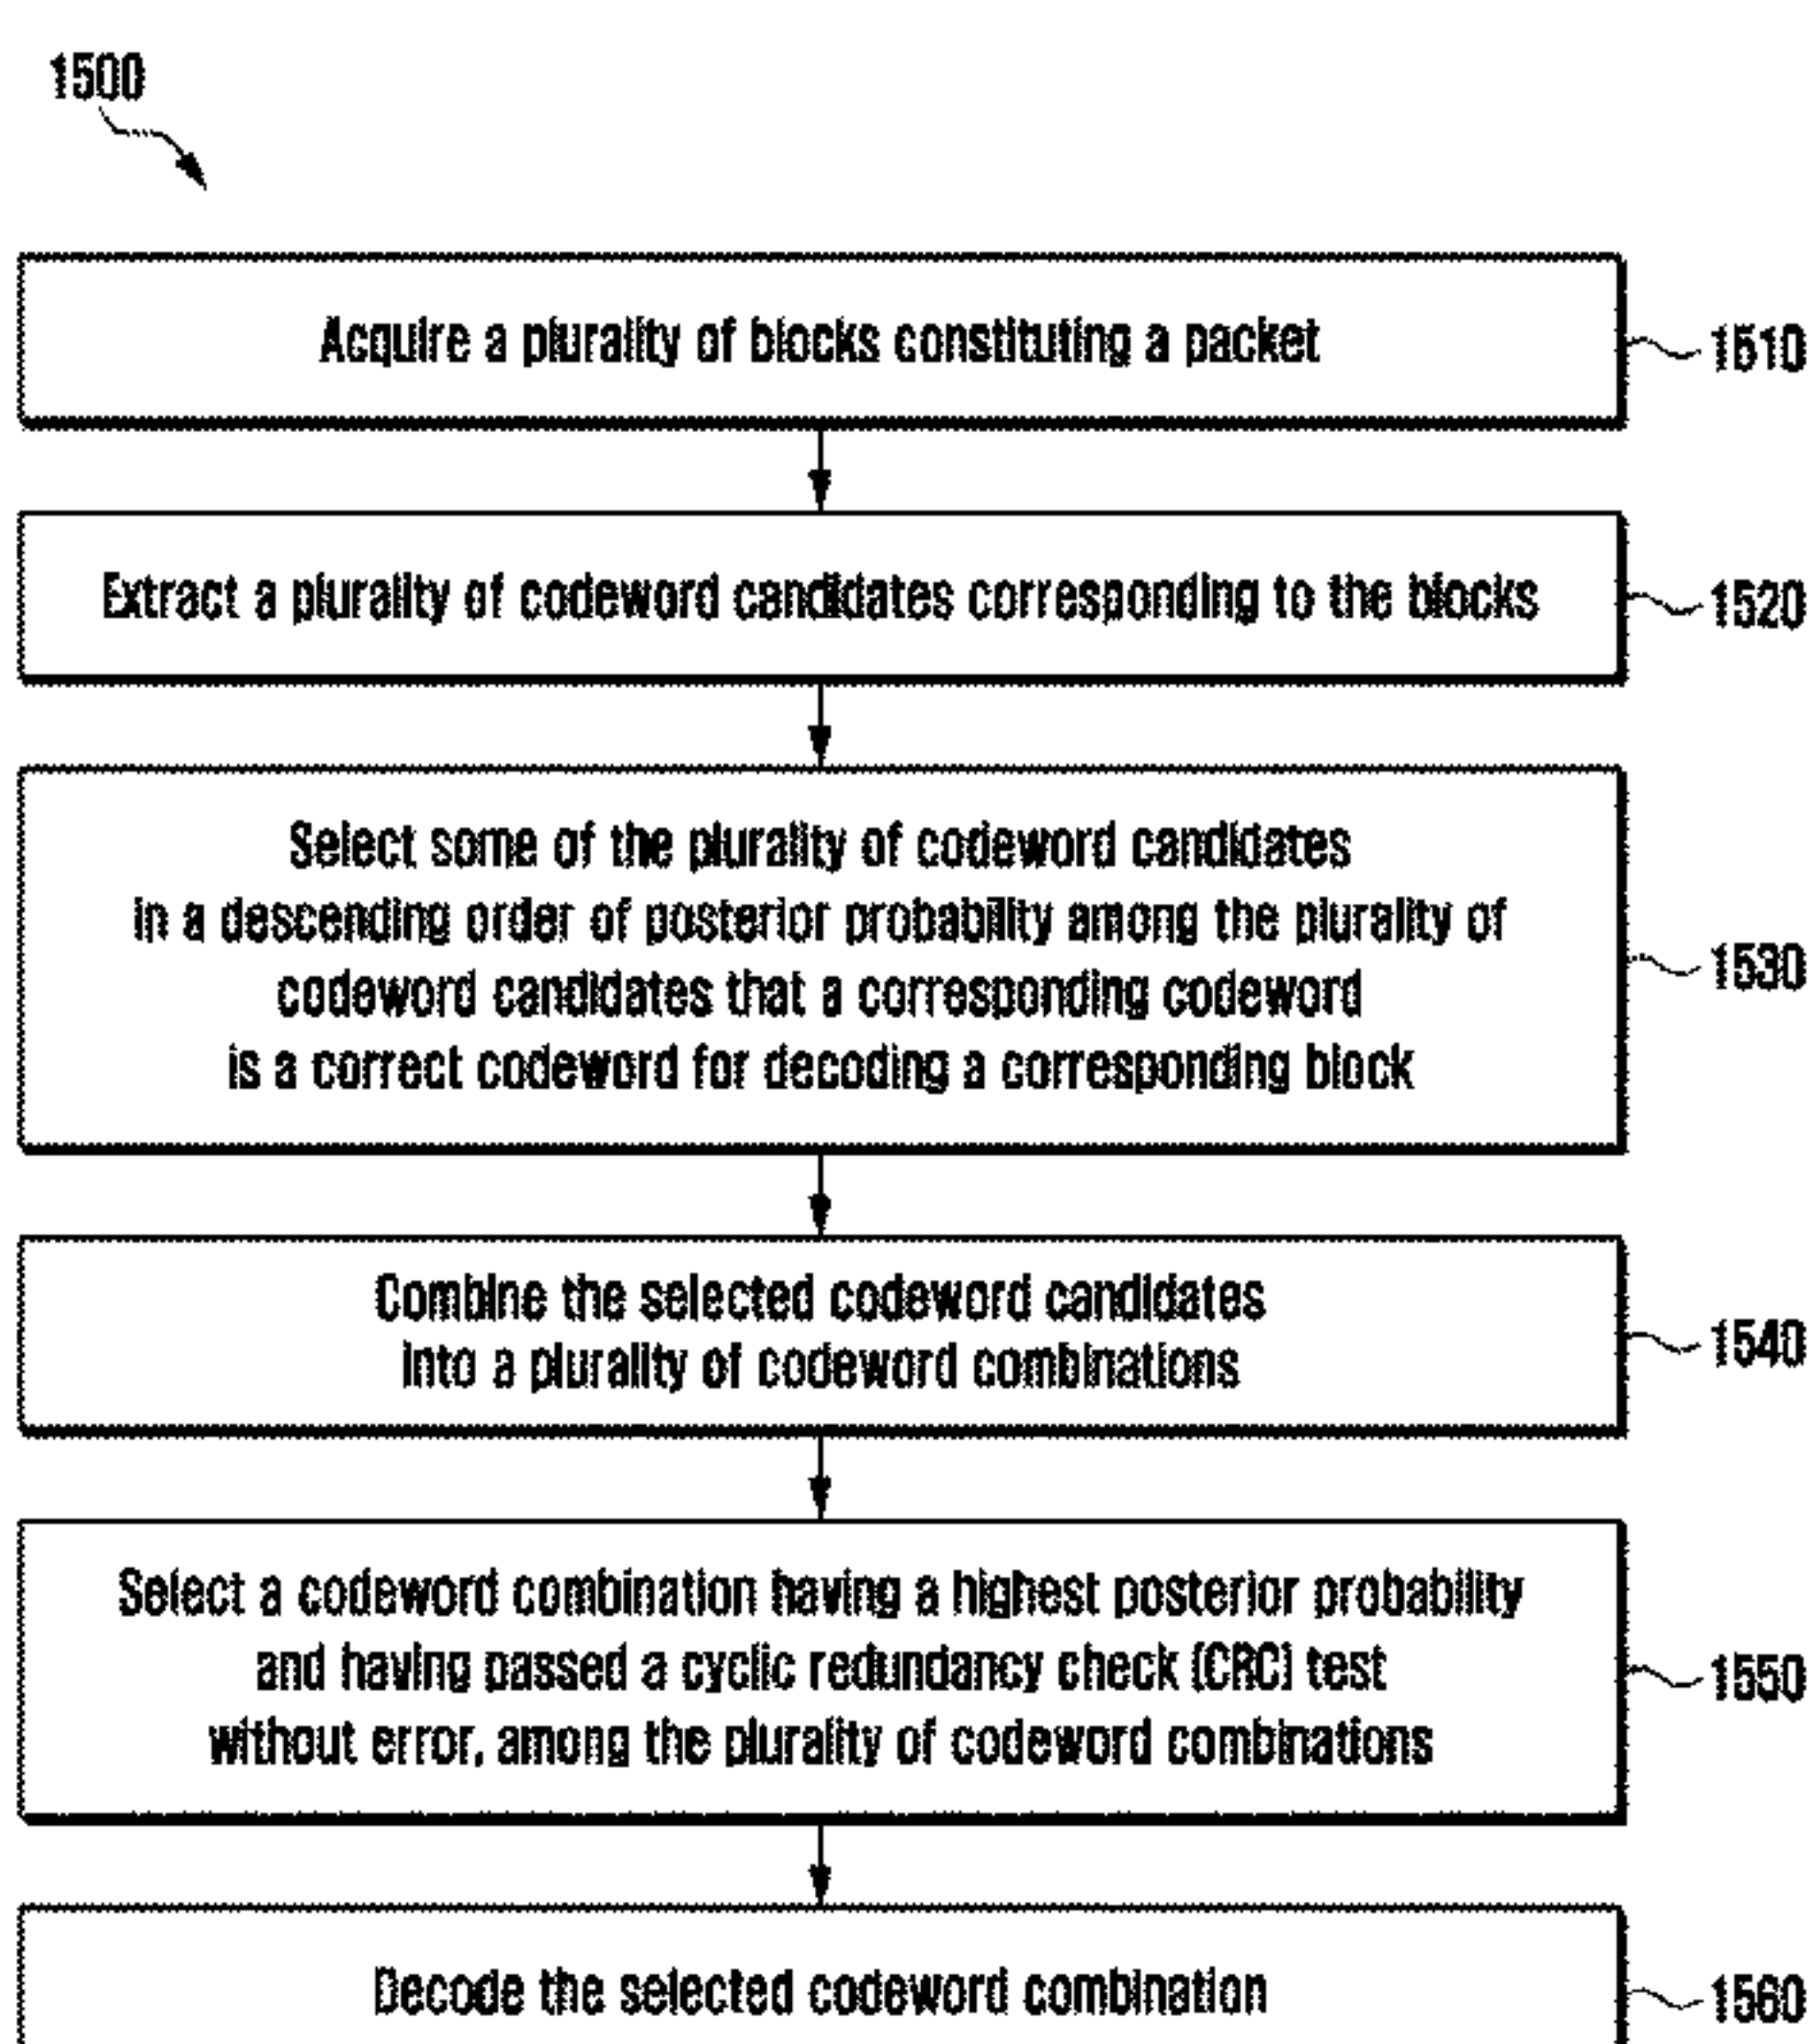 1500
Acquire a plurality of blocks constituting a packet
1510
Extract a plurality of codeword candidates corresponding to the blocks
1520
Select some of the plurality of codeword candidates
in a descending order of posterior probability among the plurality of
codeword candidates that a corresponding codeword
is a correct codeword for decoding a corresponding block
1530
Combine the selected codeword candidates
into a plurality of codeword combinations
1540
Select a codeword combination having a highest posterior probability
and having passed a cyclic redundancy check (CRC) test
without error, among the plurality of codeword combinations
1550
Decode the selected codeword combination
1560